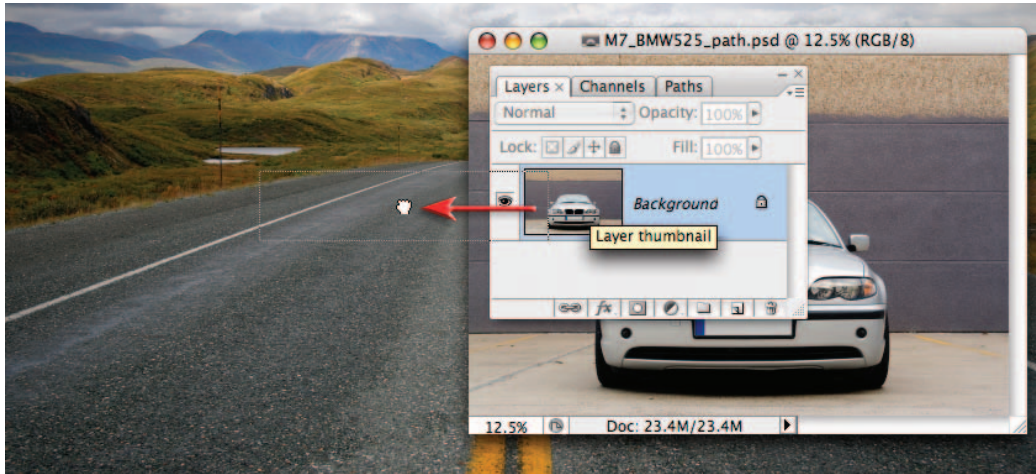 M7_BMW525_path.psd @ 12.5% (RGB/8)
Layers × Channels Paths
Normal Opacity: 100%
Lock: Fill: 100%
Background
Layer thumbnail
fx
12.5% Doc: 23.4M/23.4M